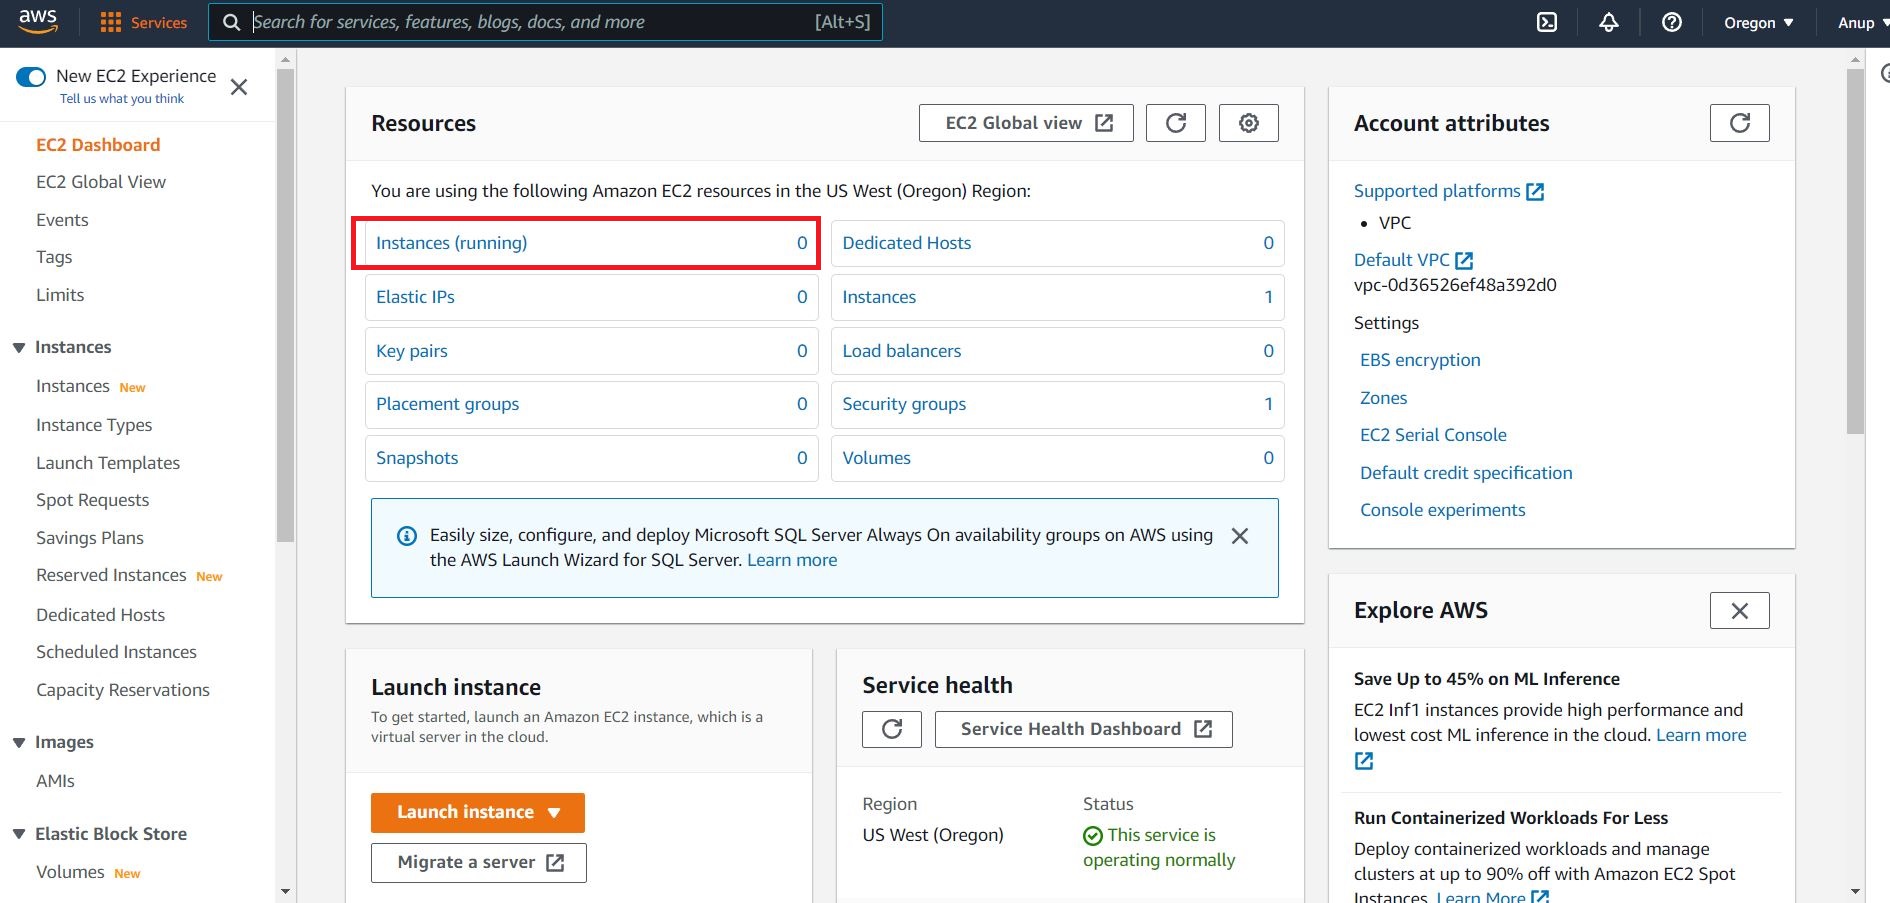 aws
Services
Search for services, features, blogs, docs, and more
[Alt+S]
Oregon
Anup
New EC2 Experience
Tell us what you think
EC2 Dashboard
EC2 Global View
Events
Tags
Limits
Instances
Instances New
Instance Types
Launch Templates
Spot Requests
Savings Plans
Reserved Instances New
Dedicated Hosts
Scheduled Instances
Capacity Reservations
Images
AMIs
Elastic Block Store
Volumes New
Resources
EC2 Global view
You are using the following Amazon EC2 resources in the US West (Oregon) Region:
Instances (running) 0
Dedicated Hosts 0
Elastic IPs 0
Instances 1
Key pairs 0
Load balancers 0
Placement groups 0
Security groups 1
Snapshots 0
Volumes 0
Easily size, configure, and deploy Microsoft SQL Server Always On availability groups on AWS using
the AWS Launch Wizard for SQL Server. Learn more
Launch instance
To get started, launch an Amazon EC2 instance, which is a
virtual server in the cloud.
Launch instance
Migrate a server
Service health
Service Health Dashboard
Region
US West (Oregon)
Status
This service is
operating normally
Account attributes
Supported platforms
• VPC
Default VPC
vpc-0d36526ef48a392d0
Settings
EBS encryption
Zones
EC2 Serial Console
Default credit specification
Console experiments
Explore AWS
Save Up to 45% on ML Inference
EC2 Inf1 instances provide high performance and
lowest cost ML inference in the cloud. Learn more
Run Containerized Workloads For Less
Deploy containerized workloads and manage
clusters at up to 90% off with Amazon EC2 Spot
Instances. Learn More